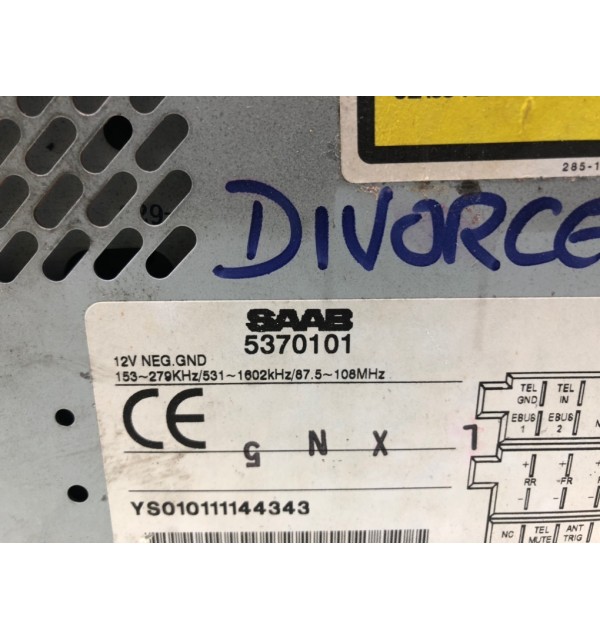 285-1
DIVORCE
SAAB
5370101
12V NEG.GND
153~279KHz/531~1602kHz/87.5~108MHz
CE
5 N X L
YS010111144343
TEL GND TEL IN
EBUS 1 EBUS 2 N
+ + +
RR FR
- - -
NC TEL MUTE ANT TRIG